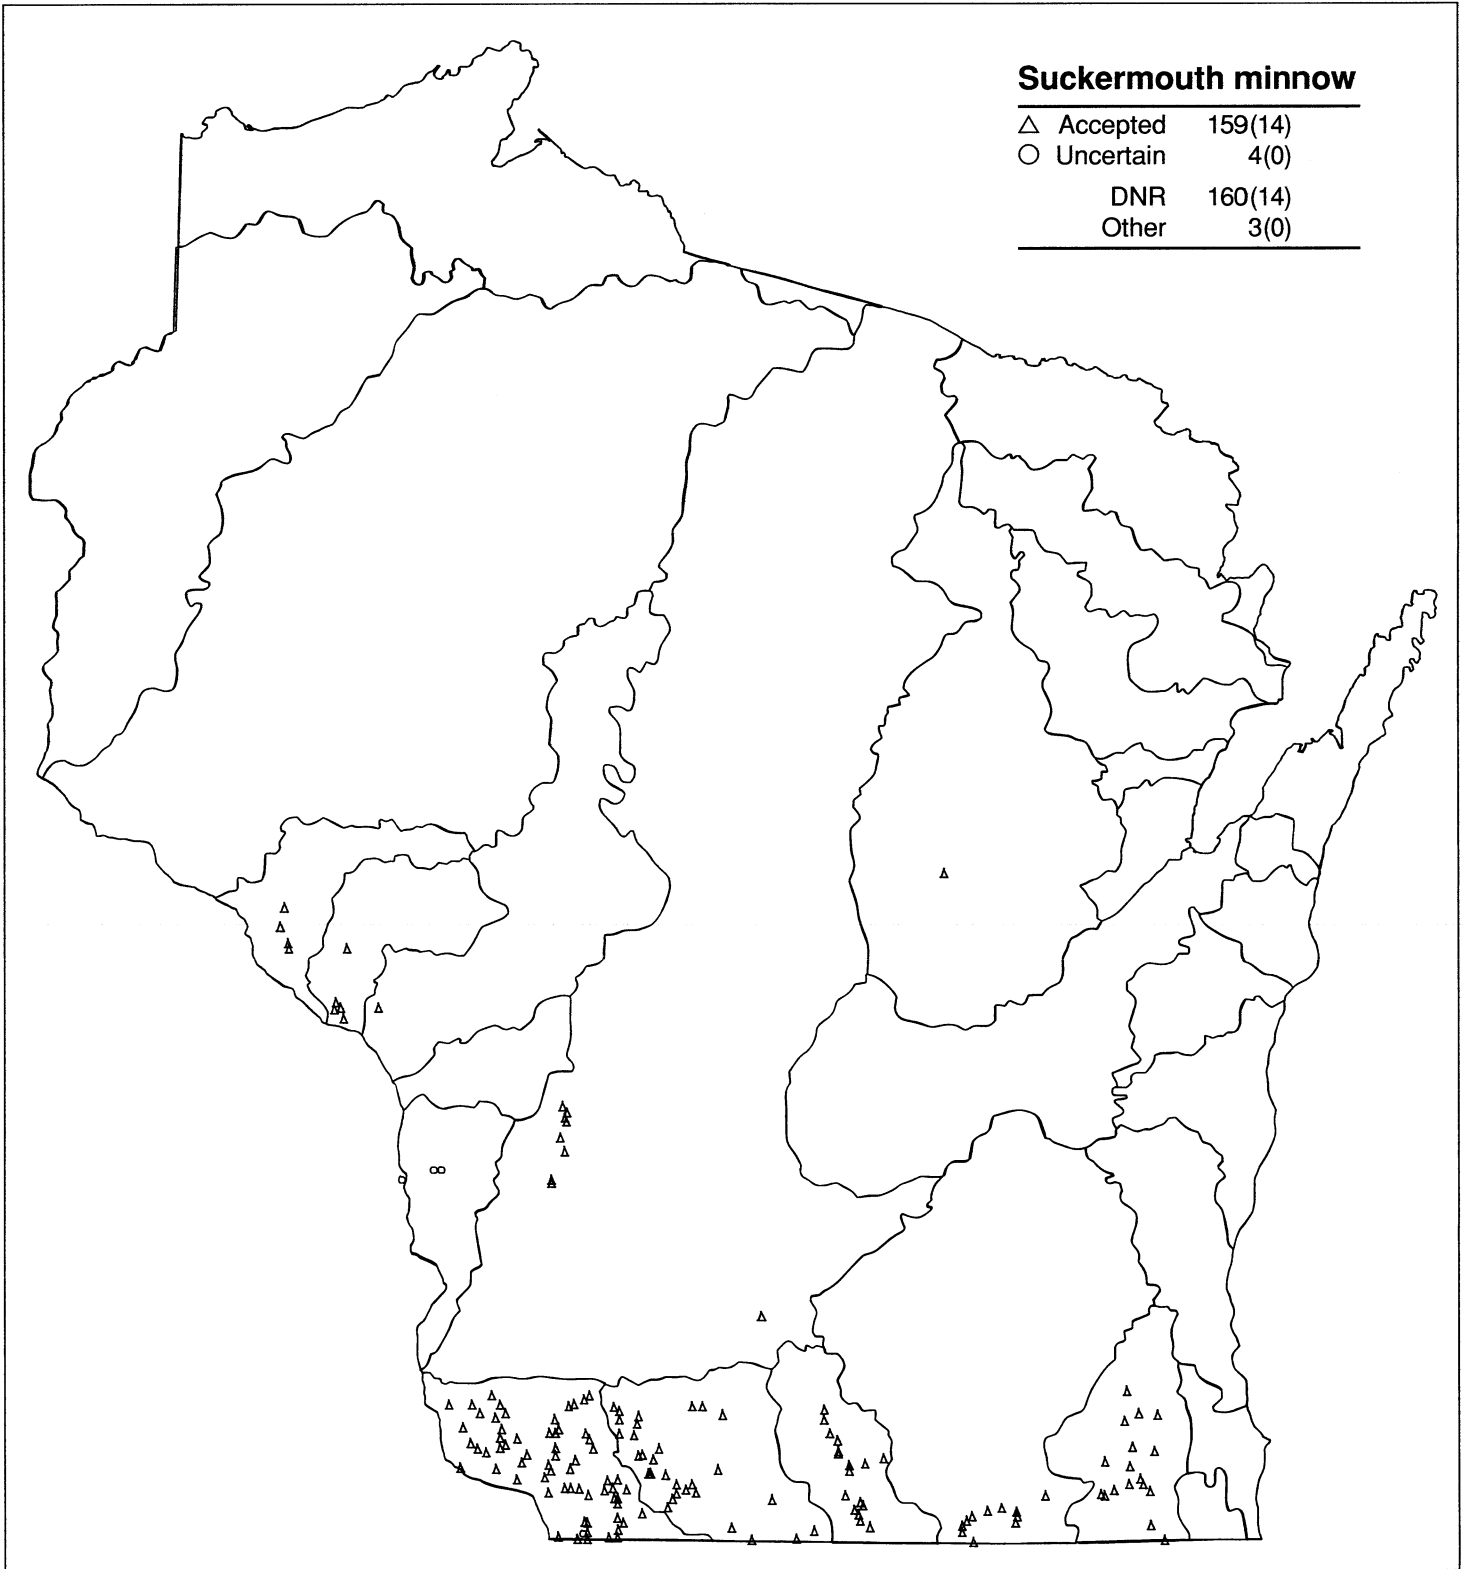 Suckermouth minnow
△ Accepted 159(14)
○ Uncertain 4(0)
DNR 160(14)
Other 3(0)